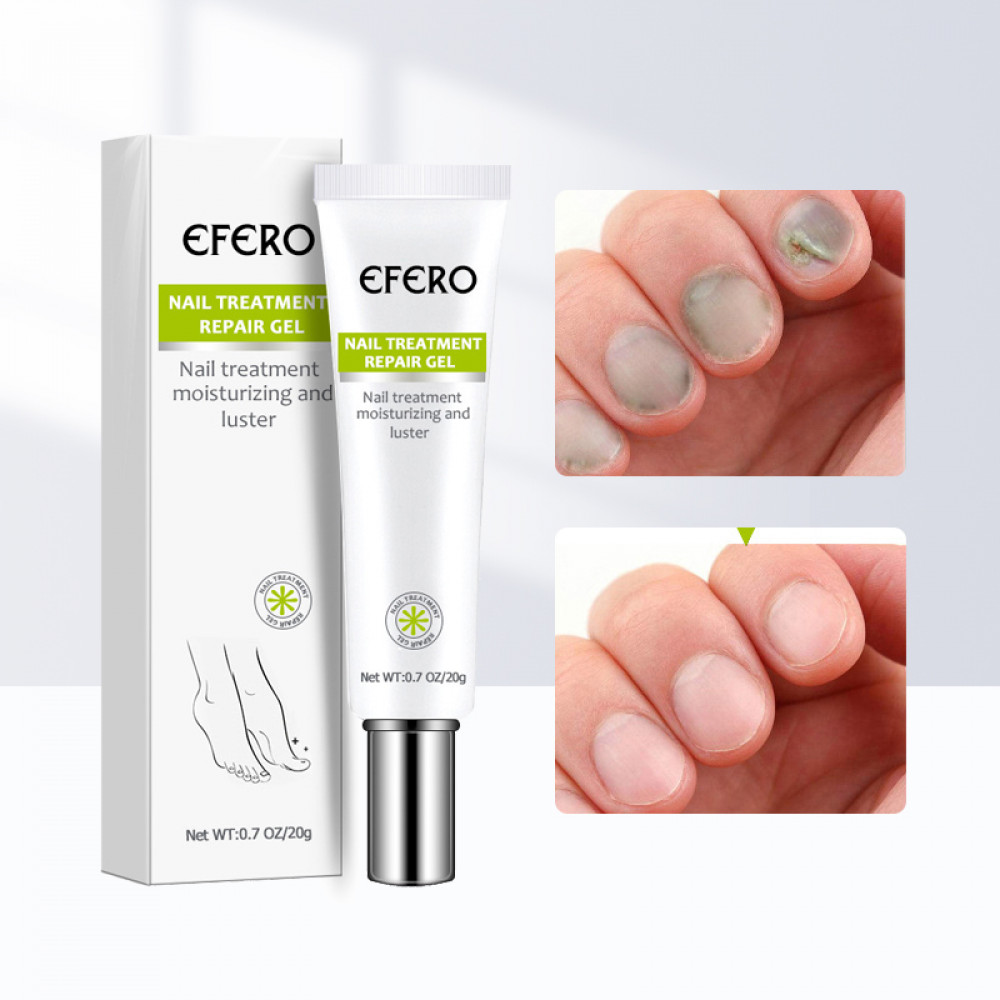 EFERO
NAIL TREATMENT
REPAIR GEL
Nail treatment
moisturizing and
luster
NAIL TREATMENT
REPAIR GEL
Net WT:0.7 OZ/20g
EFERO
NAIL TREATMENT
REPAIR GEL
Nail treatment
moisturizing and
luster
NAIL TREATMENT
REPAIR GEL
Net WT:0.7 OZ/20g